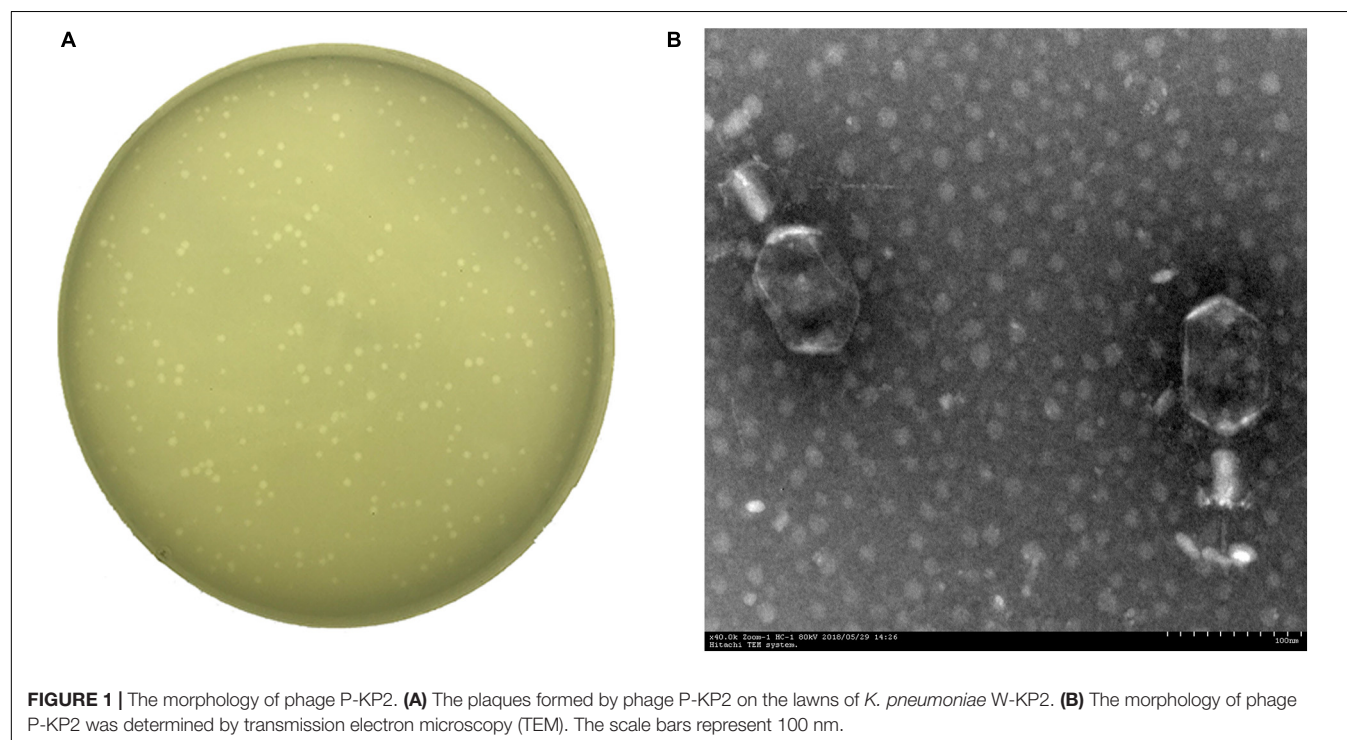 A
B
x40.0k Zoom-1 HC-1 80kV 2018/05/29 14:26
Hitachi TEM system.
100nm
FIGURE 1 | The morphology of phage P-KP2. (A) The plaques formed by phage P-KP2 on the lawns of K. pneumoniae W-KP2. (B) The morphology of phage
P-KP2 was determined by transmission electron microscopy (TEM). The scale bars represent 100 nm.